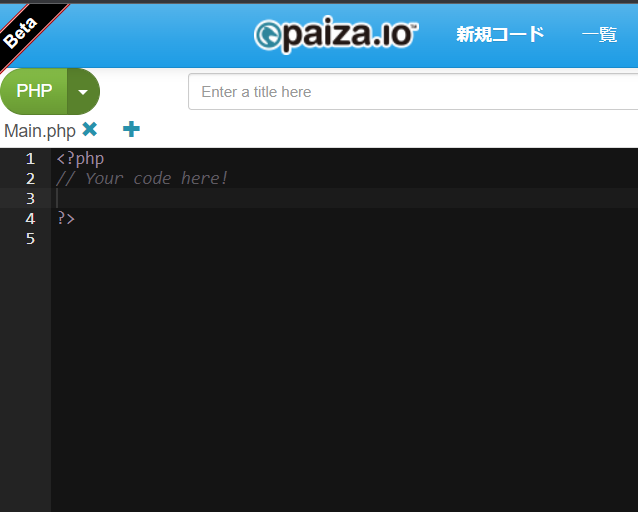 Beta
paiza.IO
新規コード
一覧
PHP
Enter a title here
Main.php
1 <?php
2 // Your code here!
3
4 ?>
5